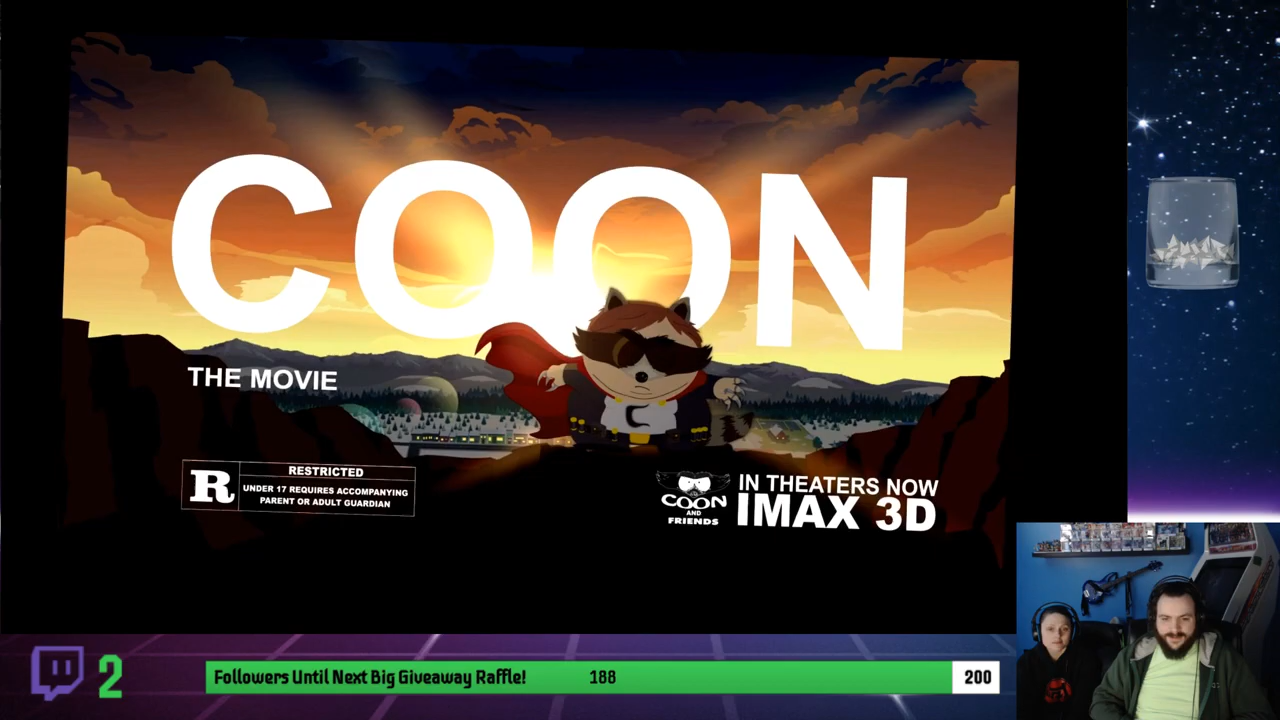 COON
THE MOVIE
R
RESTRICTED
UNDER 17 REQUIRES ACCOMPANYING
PARENT OR ADULT GUARDIAN
COON
AND
FRIENDS
IN THEATERS NOW
IMAX 3D
2
Followers Until Next Big Giveaway Raffle! 188 200